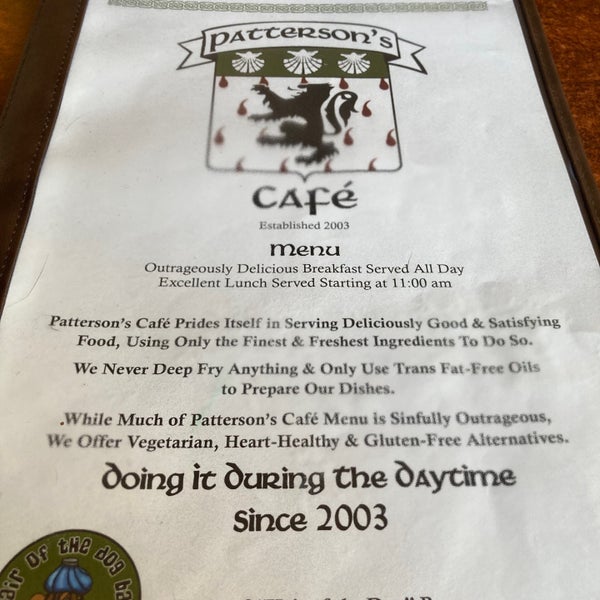 Patterson's
Café
Established 2003
Menu
Outrageously Delicious Breakfast Served All Day
Excellent Lunch Served Starting at 11:00 am
Patterson's Café Prides Itself in Serving Deliciously Good & Satisfying
Food, Using Only the Finest & Freshest Ingredients To Do So.
We Never Deep Fry Anything & Only Use Trans Fat-Free Oils
to Prepare Our Dishes.
.While Much of Patterson's Café Menu is Sinfully Outrageous,
We Offer Vegetarian, Heart-Healthy & Gluten-Free Alternatives.
Doing it During the Daytime
Since 2003
of the dog